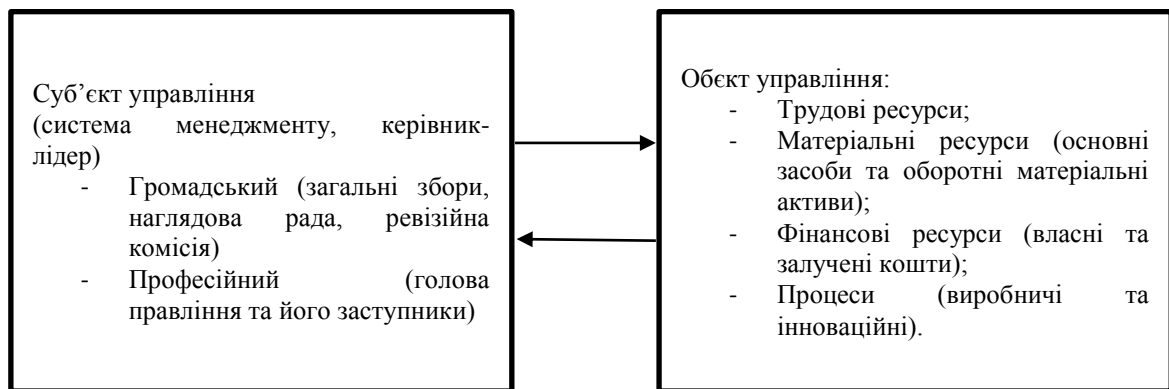 Суб’єкт управління
(система менеджменту, керівник-
лідер)
- Громадський (загальні збори,
наглядова рада, ревізійна
комісія)
- Професійний (голова
правління та його заступники)
Обєкт управління:
- Трудові ресурси;
- Матеріальні ресурси (основні
засоби та оборотні матеріальні
активи);
- Фінансові ресурси (власні та
залучені кошти);
- Процеси (виробничі та
інноваційні).